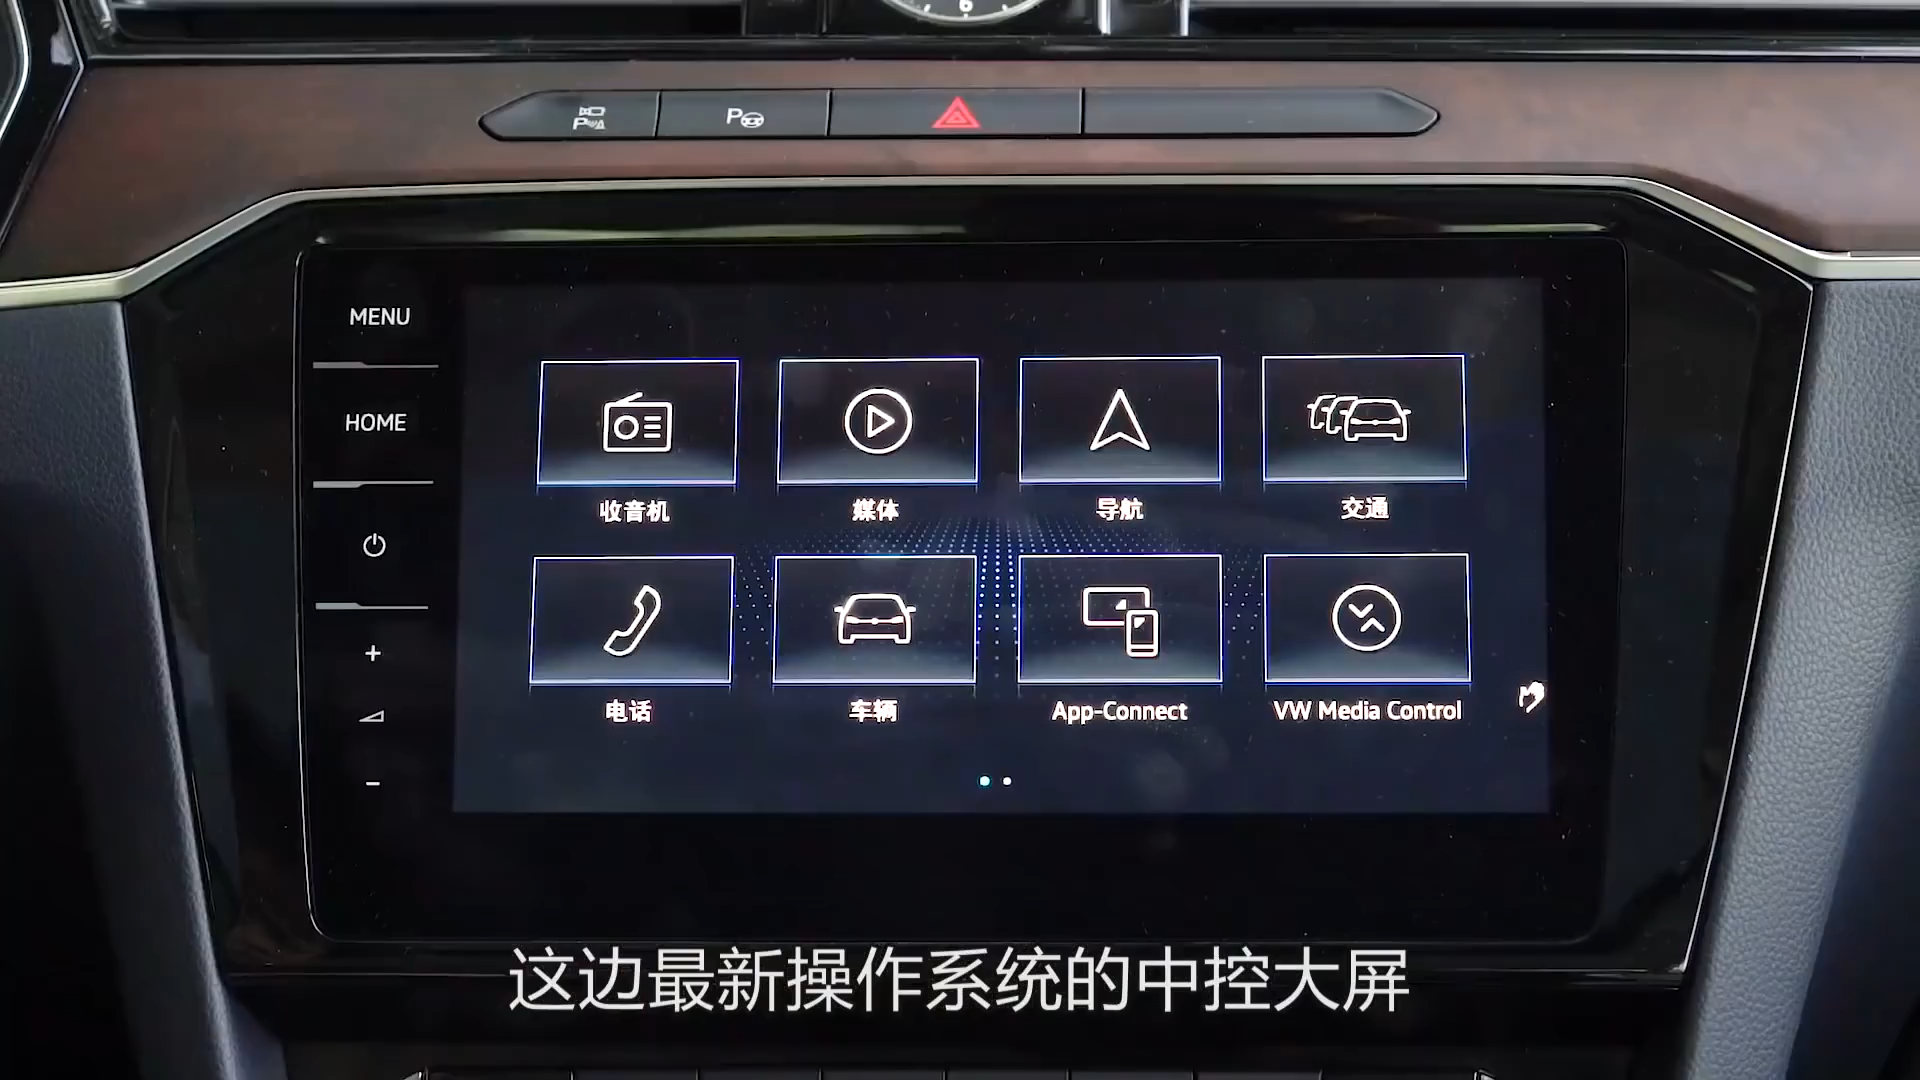 6
P
P
MENU
HOME
收音机
媒体
导航
交通
电话
车辆
App-Connect
VW Media Control
这边最新操作系统的中控大屏